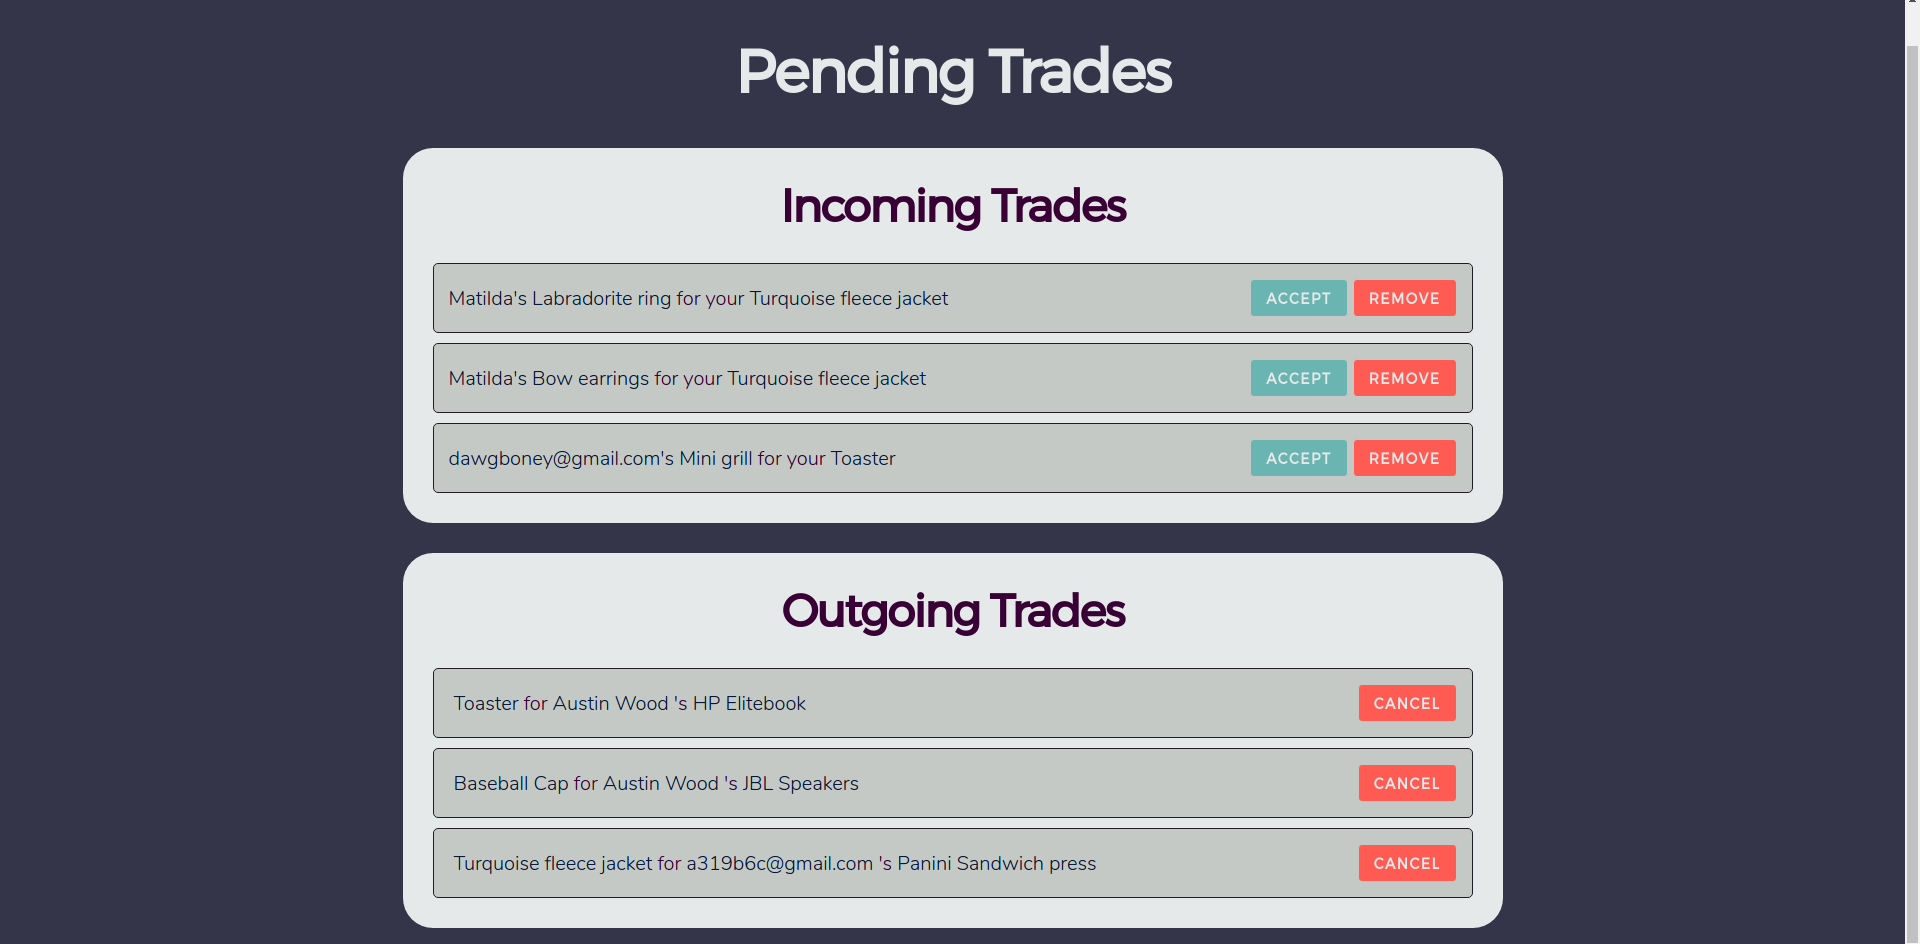 Pending Trades
Incoming Trades
Matilda's Labradorite ring for your Turquoise fleece jacket ACCEPT REMOVE
Matilda's Bow earrings for your Turquoise fleece jacket ACCEPT REMOVE
dawgboney@gmail.com's Mini grill for your Toaster ACCEPT REMOVE
Outgoing Trades
Toaster for Austin Wood 's HP Elitebook CANCEL
Baseball Cap for Austin Wood 's JBL Speakers CANCEL
Turquoise fleece jacket for a319b6c@gmail.com 's Panini Sandwich press CANCEL